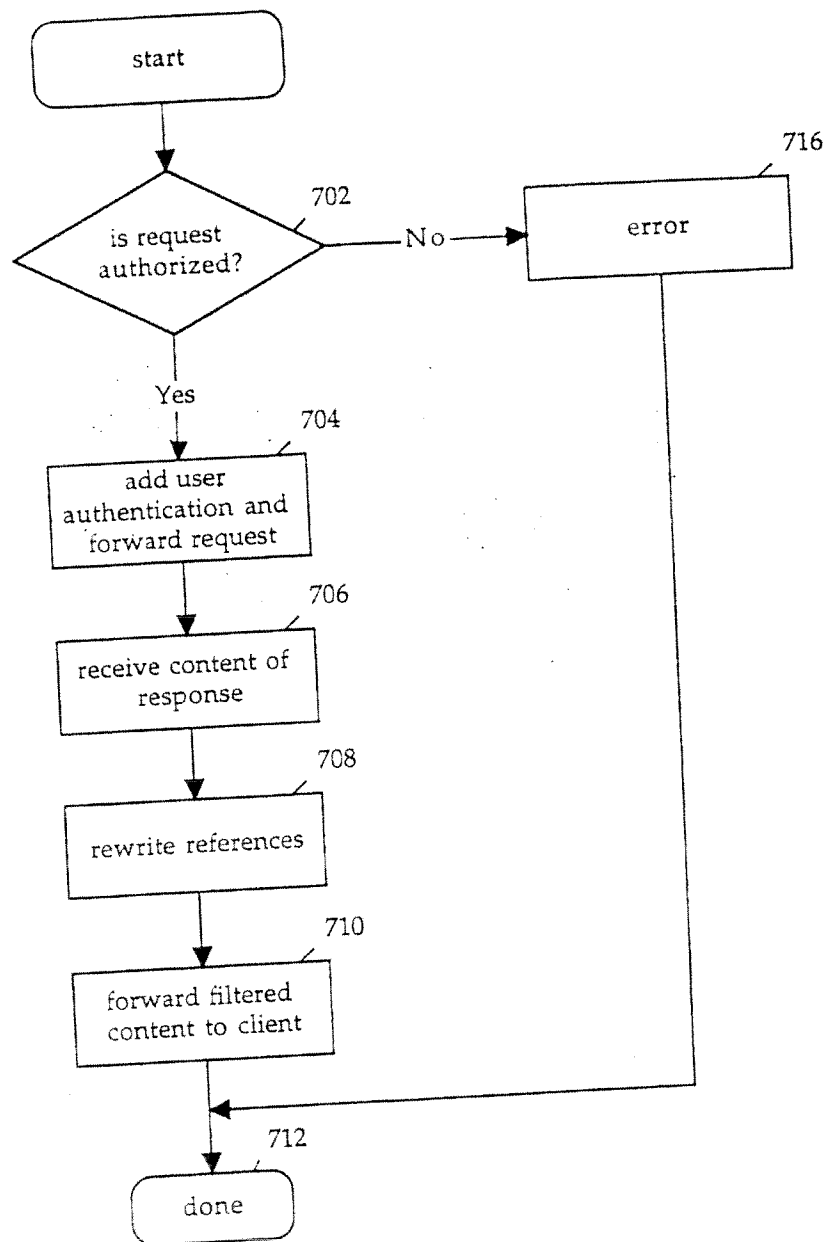 start
716
702
is request
authorized?
No
error
Yes
704
add user
authentication and
forward request
706
receive content of
response
708
rewrite references
710
forward filtered
content to client
712
done